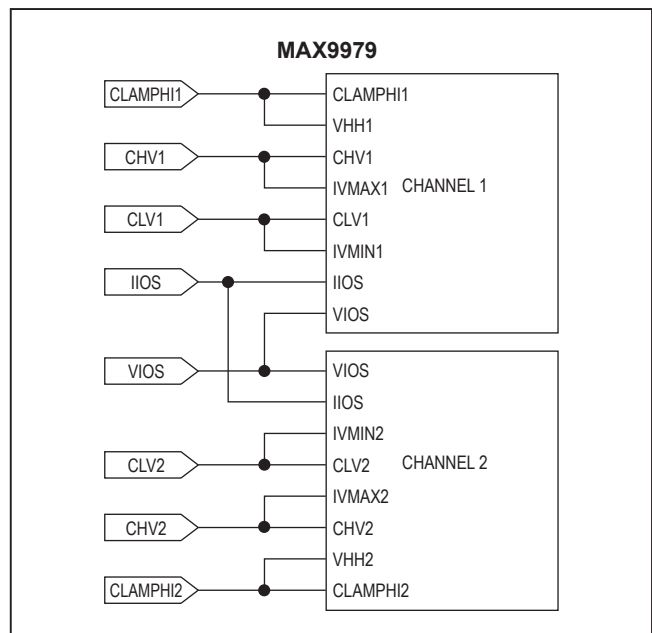 MAX9979
CLAMPHI1
CLAMPHI1
VHH1
CHV1
CHV1
IVMAX1
CHANNEL 1
CLV1
CLV1
IVMIN1
IIOS
IIOS
VIOS
VIOS
VIOS
IIOS
IVMIN2
CLV2
CLV2
CHANNEL 2
IVMAX2
CHV2
CHV2
VHH2
CLAMPHI2
CLAMPHI2